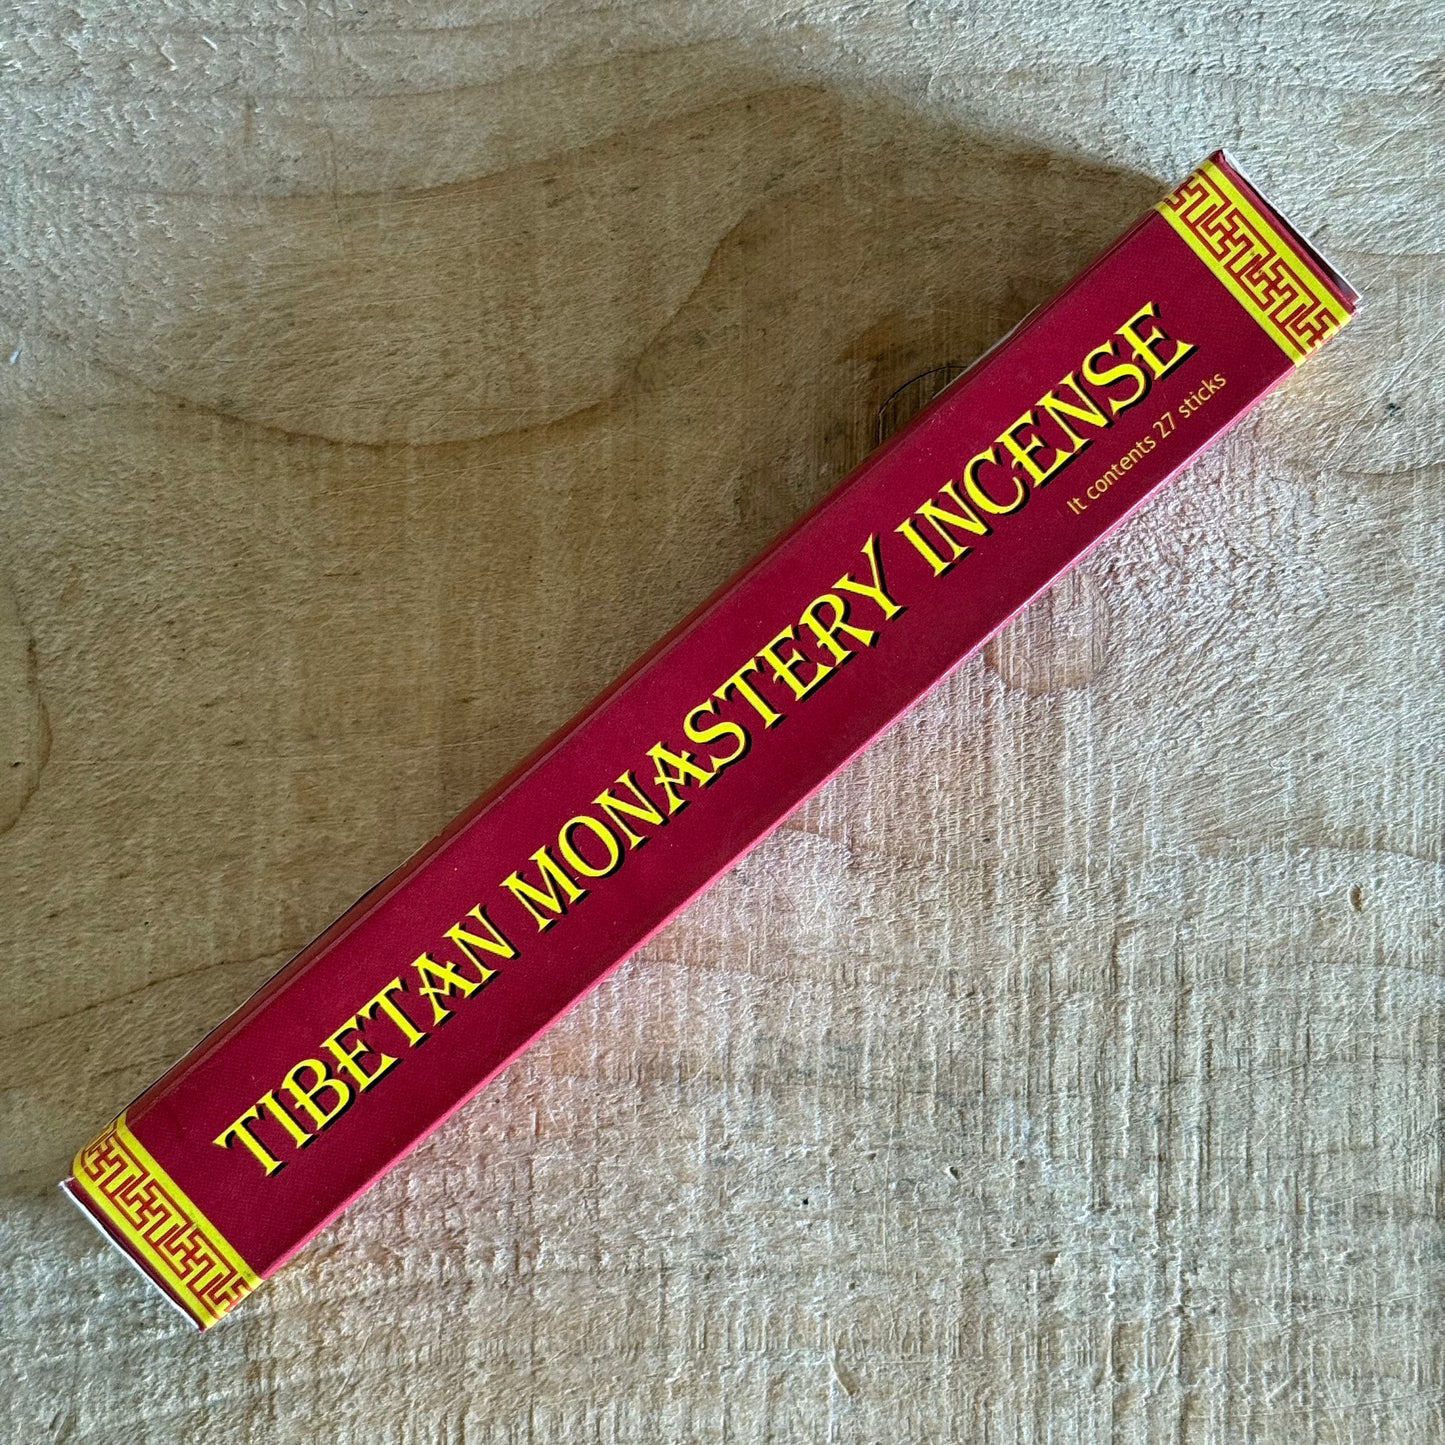 TIBETAN MONASTERY INCENSE
It contents 27 sticks